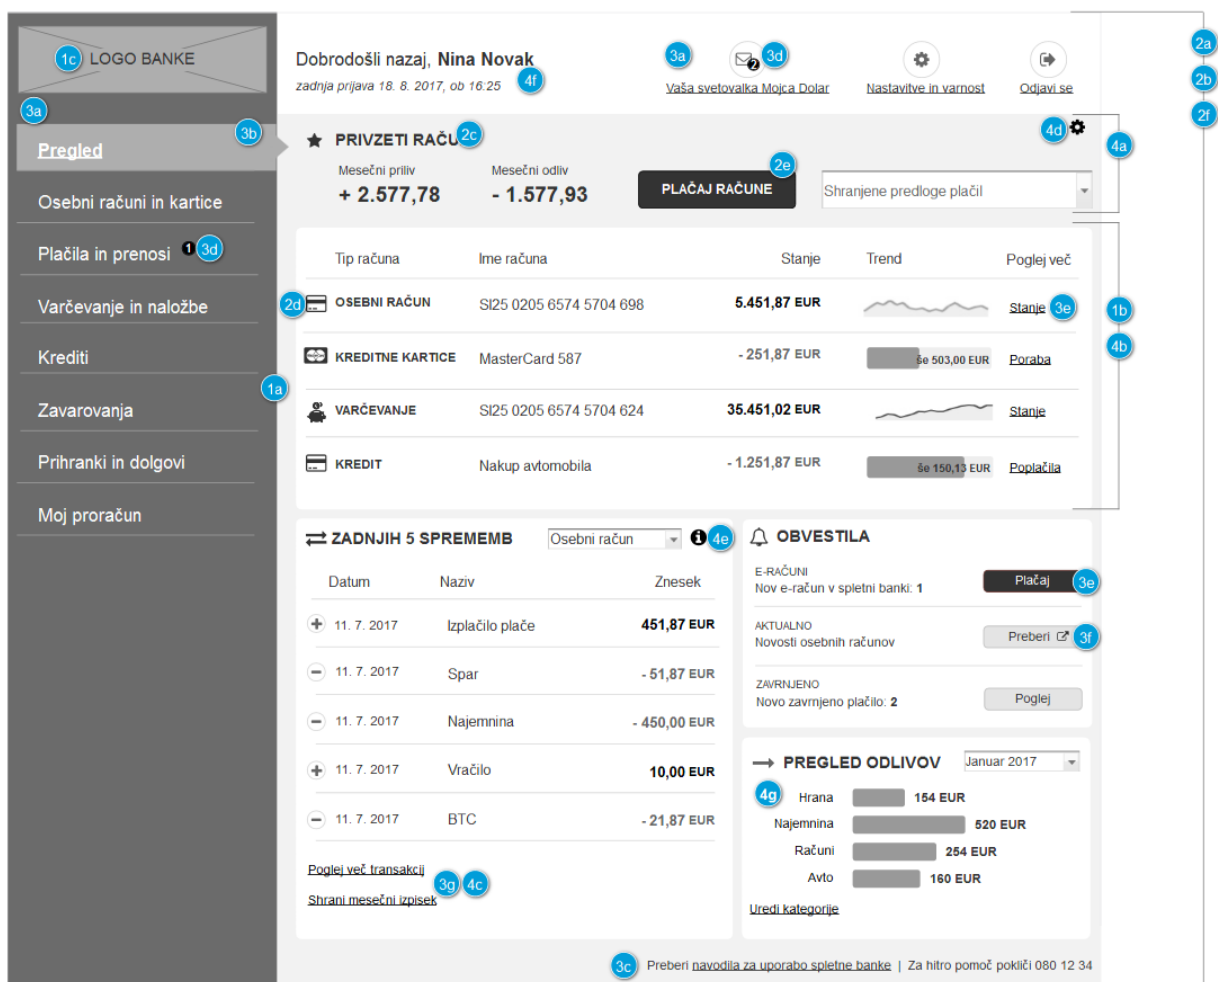 1c LOGO BANKE
3a
3b
Pregled
Osebni računi in kartice
Plačila in prenosi 1 3d
Varčevanje in naložbe
Krediti
1a
Zavarovanja
Prihranki in dolgovi
Moj proračun
Dobrodošli nazaj, Nina Novak
zadnja prijava 18. 8. 2017, ob 16:25 4f
3a 2 3d
Vaša svetovalka Mojca Dolar
Nastavitve in varnost
Odjavi se
2a
2b
2f
PRIVZETI RAČU 2c
4d
4a
Mesečni priliv
+ 2.577,78
Mesečni odliv
- 1.577,93
2e
PLAČAJ RAČUNE
Shranjene predloge plačil
Tip računa Ime računa Stanje Trend Poglej več
2d OSEBNI RAČUN SI25 0205 6574 5704 698 5.451,87 EUR Stanje 3e
1b
4b
KREDITNE KARTICE MasterCard 587 - 251,87 EUR še 503,00 EUR Poraba
VARČEVANJE SI25 0205 6574 5704 624 35.451,02 EUR Stanje
KREDIT Nakup avtomobila - 1.251,87 EUR še 150,13 EUR Poplačila
ZADNJIH 5 SPREMEMB Osebni račun 4e
Datum Naziv Znesek
11. 7. 2017 Izplačilo plače 451,87 EUR
11. 7. 2017 Spar - 51,87 EUR
11. 7. 2017 Najemnina - 450,00 EUR
11. 7. 2017 Vračilo 10,00 EUR
11. 7. 2017 BTC - 21,87 EUR
Poglej več transakcij
3g 4c
Shrani mesečni izpisek
OBVESTILA
E-RAČUNI
Nov e-račun v spletni banki: 1
Plačaj 3e
AKTUALNO
Novosti osebnih računov
Preberi 3f
ZAVRNJENO
Novo zavrnjeno plačilo: 2
Poglej
PREGLED ODLIVOV Januar 2017
4g
Hrana 154 EUR
Najemnina 520 EUR
Računi 254 EUR
Avto 160 EUR
Uredi kategorije
3c Preberi navodila za uporabo spletne banke | Za hitro pomoč pokliči 080 12 34